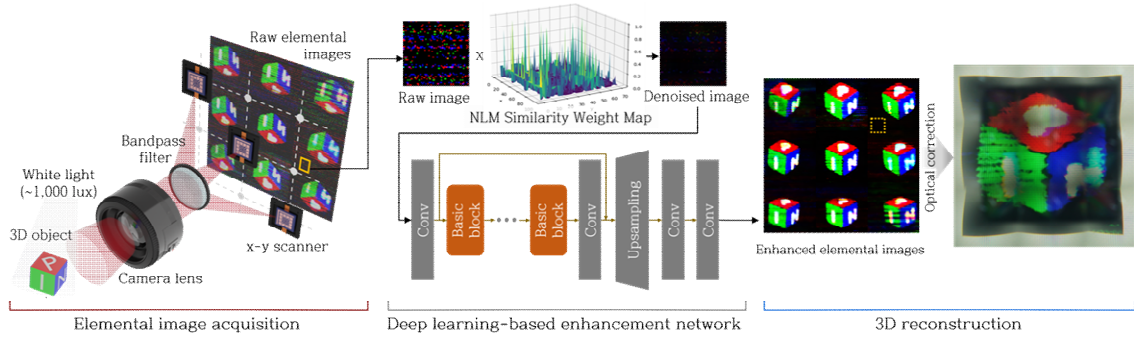 Raw elemental
images
Bandpass
filter
White light
(~1,000 lux)
3D object
Camera lens
x-y scanner
P
I
N
Elemental image acquisition
Raw image
x
NLM Similarity Weight Map
Denoised image
Conv
Basic
block
Basic
block
Conv
Upsampling
Conv
Conv
Deep learning-based enhancement network
Enhanced elemental images
Optical correction
3D reconstruction